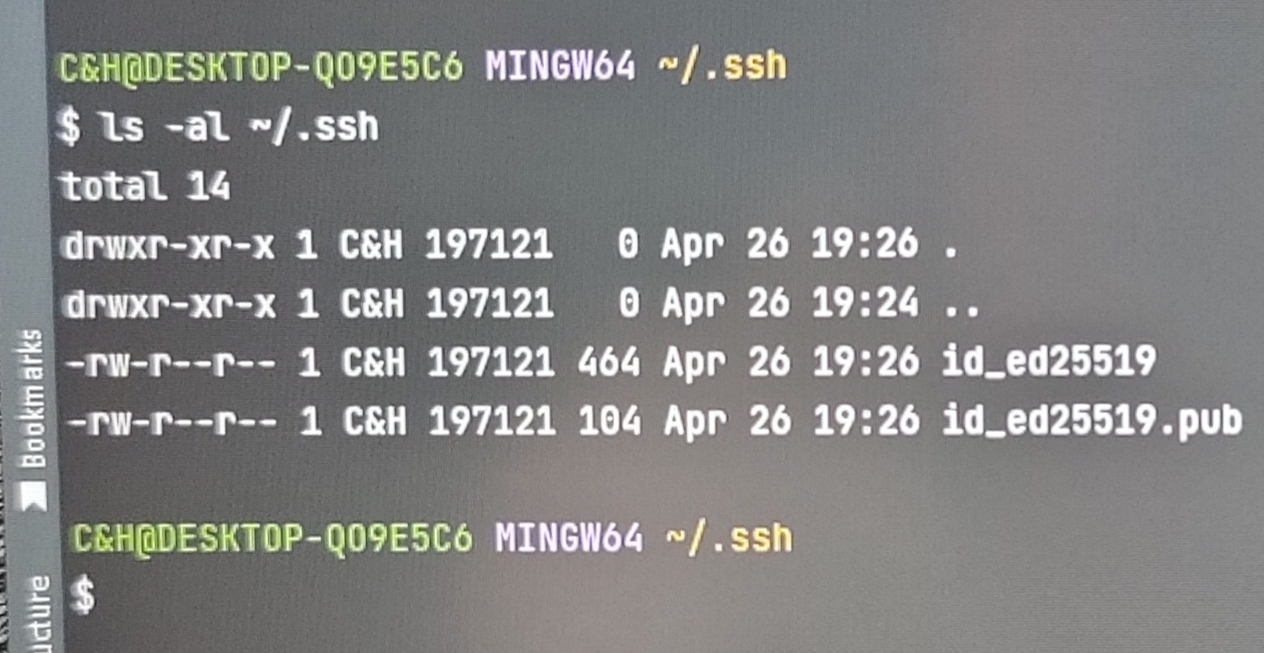 C&H@DESKTOP-QO9E5C6 MINGW64 ~/.ssh
$ ls -al ~/.ssh
total 14
drwxr-xr-x 1 C&H 197121   0 Apr 26 19:26 .
drwxr-xr-x 1 C&H 197121   0 Apr 26 19:24 ..
-rw-r--r-- 1 C&H 197121 464 Apr 26 19:26 id_ed25519
-rw-r--r-- 1 C&H 197121 104 Apr 26 19:26 id_ed25519.pub
C&H@DESKTOP-QO9E5C6 MINGW64 ~/.ssh
$
Bookmarks
ucture